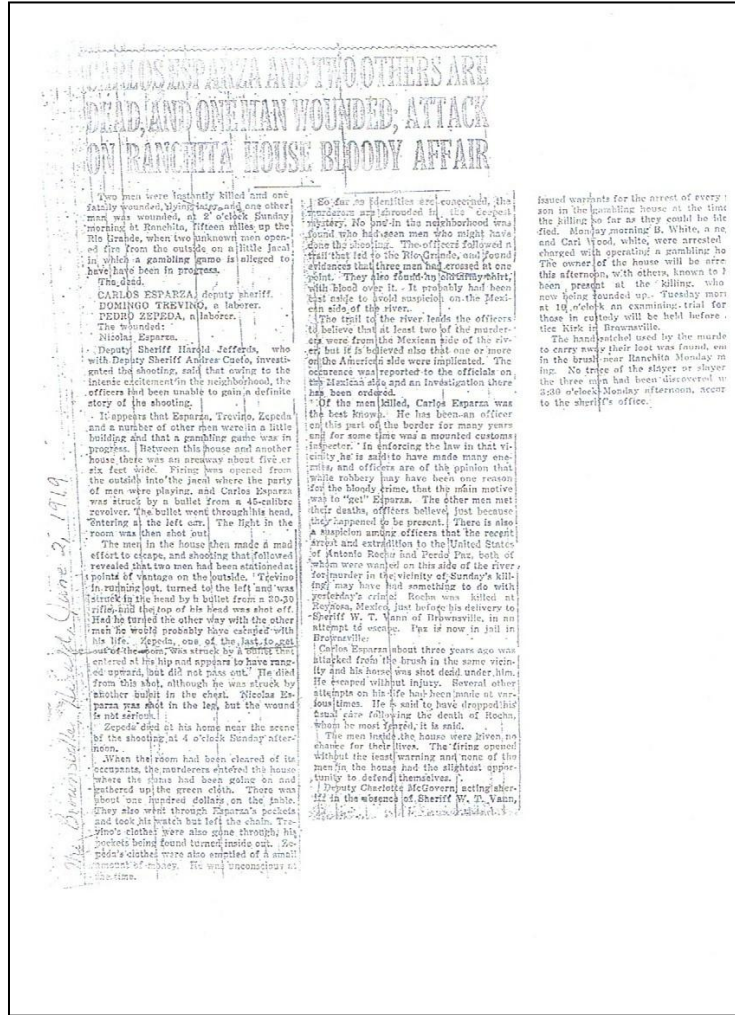 CARLOS ESPARZA AND TWO OTHERS ARE
DEAD, AND ONE MAN WOUNDED; ATTACK
ON RANCHITA HOUSE BLOODY AFFAIR
Two men were instantly killed and one
fatally wounded, dying later, and one other
man was wounded, at 2 o'clock Sunday
morning at Ranchita, fifteen miles up the
Rio Grande, when two unknown men open-
ed fire from the outside on a little jacal
in which a gambling game is alleged to
have have been in progress.
The dead.
CARLOS ESPARZA, deputy sheriff.
DOMINGO TREVINO, a laborer.
PEDRO ZEPEDA, a laborer.
The wounded:
Nicolas Esparza.
Deputy Sheriff Harold Jefferds, who
with Deputy Sheriff Andres Cuelo, investi-
gated the shooting, said that owing to the
intense excitement in the neighborhood, the
officers had been unable to gain a definite
story of the shooting.
It appears that Esparza, Trevino, Zepeda
and a number of other men were in a little
building and that a gambling game was in
progress. Between this house and another
house there was an areaway about five or
six feet wide. Firing was opened from
the outside into the jacal where the party
of men were playing, and Carlos Esparza
was struck by a bullet from a 45-calibre
revolver. The bullet went through his head,
entering at the left ear. The light in the
room was then shot out.
The men in the house then made a mad
effort to escape, and shooting that followed
revealed that two men had been stationed at
points of vantage on the outside. Trevino
in running out, turned to the left and was
struck in the head by a bullet from a 30-30
rifle, and the top of his head was shot off.
Had he turned the other way with the other
men he would probably have escaped with
his life. Zepeda, one of the last to get
out of the room, was struck by a bullet that
entered at his hip nad appears to have rang-
ed upward, but did not pass out. He died
from this shot, although he was struck by
another bullet in the chest. Nicolas Es-
parza was shot in the leg, but the wound
is not serious.
Zepeda died at his home near the scene
of the shooting at 4 o'clock Sunday after-
noon.
When the room had been cleared of its
occupants, the murderers entered the house
where the game had been going on and
gathered up the green cloth. There was
about one hundred dollars on the table.
They also went through Esparza's pockets
and took his watch but left the chain. Tre-
vino's clothes were also gone through, his
pockets being found turned inside out. Ze-
peda's clothes were also emptied of a small
amount of money. He was unconscious at
the time.
So far as identities are concerned, the
murderers are shrouded in the deepest
mystery. No one in the neighborhood was
found who had seen men who might have
done the shooting. The officers followed a
trail that led to the Rio Grande, and found
evidences that three men had crossed at one
point. They also found an old shirt,
with blood over it. It probably had been
cast aside to avoid suspicion on the Mexi-
can side of the river.
The trail to the river leads the officers
to believe that at least two of the murder-
ers were from the Mexican side of the riv-
er, but it is believed also that one or more
on the American side were implicated. The
occurence was reported to the officials on
the Mexican side and an investigation there
has been ordered.
Of the men killed, Carlos Esparza was
the best known. He has been an officer
on this part of the border for many years
and for some time was a mounted customs
inspector. In enforcing the law in that vi-
cinity he is said to have made many ene-
mies, and officers are of the opinion that
while robbery may have been one reason
for the bloody crime, that the main motive
was to "get" Esparza. The other men met
their deaths, officers believe, just because
they happened to be present. There is also
a suspicion among officers that the recent
arrest and extradition to the United States
of Antonio Rocha and Perdo Paz, both of
whom were wanted on this side of the river
for murder in the vicinity of Sunday's kill-
ing, may have had something to do with
yesterday's crime. Rocha was killed at
Reynosa, Mexico, just before his delivery to
Sheriff W. T. Vann of Brownsville, in an
attempt to escape. Paz is now in jail in
Brownsville.
Carlos Esparza about three years ago was
attacked from the brush in the same vicin-
ity and his horse was shot dead under him.
He escaped without injury. Several other
attempts on his life had been made at var-
ious times. He is said to have dropped his
usual care following the death of Rocha,
whom he most feared, it is said.
The men inside the house were given no
chance for their lives. The firing opened
without the least warning and none of the
men in the house had the slightest oppor-
tunity to defend themselves.
Deputy Charlotte McGovern, acting sher-
iff in the absence of Sheriff W. T. Vann,
issued warrants for the arrest of every
son in the gambling house at the time
the killing so far as they could be ide
fied. Monday morning B. White, a ne
and Carl Wood, white, were arrested
charged with operating a gambling ho
The owner of the house will be arre
this afternoon, with others, known to
been present at the killing, who
now being rounded up. Tuesday mor
at 10 o'clock an examining trial for
those in custody will be held before
tice Kirk in Brownsville.
The hand satchel used by the murde
to carry away their loot was found, em
in the brush near Ranchita Monday m
ing. No trace of the slayer or slayer
the three men had been discovered
3:30 o'clock Monday afternoon, accor
to the sheriff's office.
The Brownsville Herald June 2, 1919